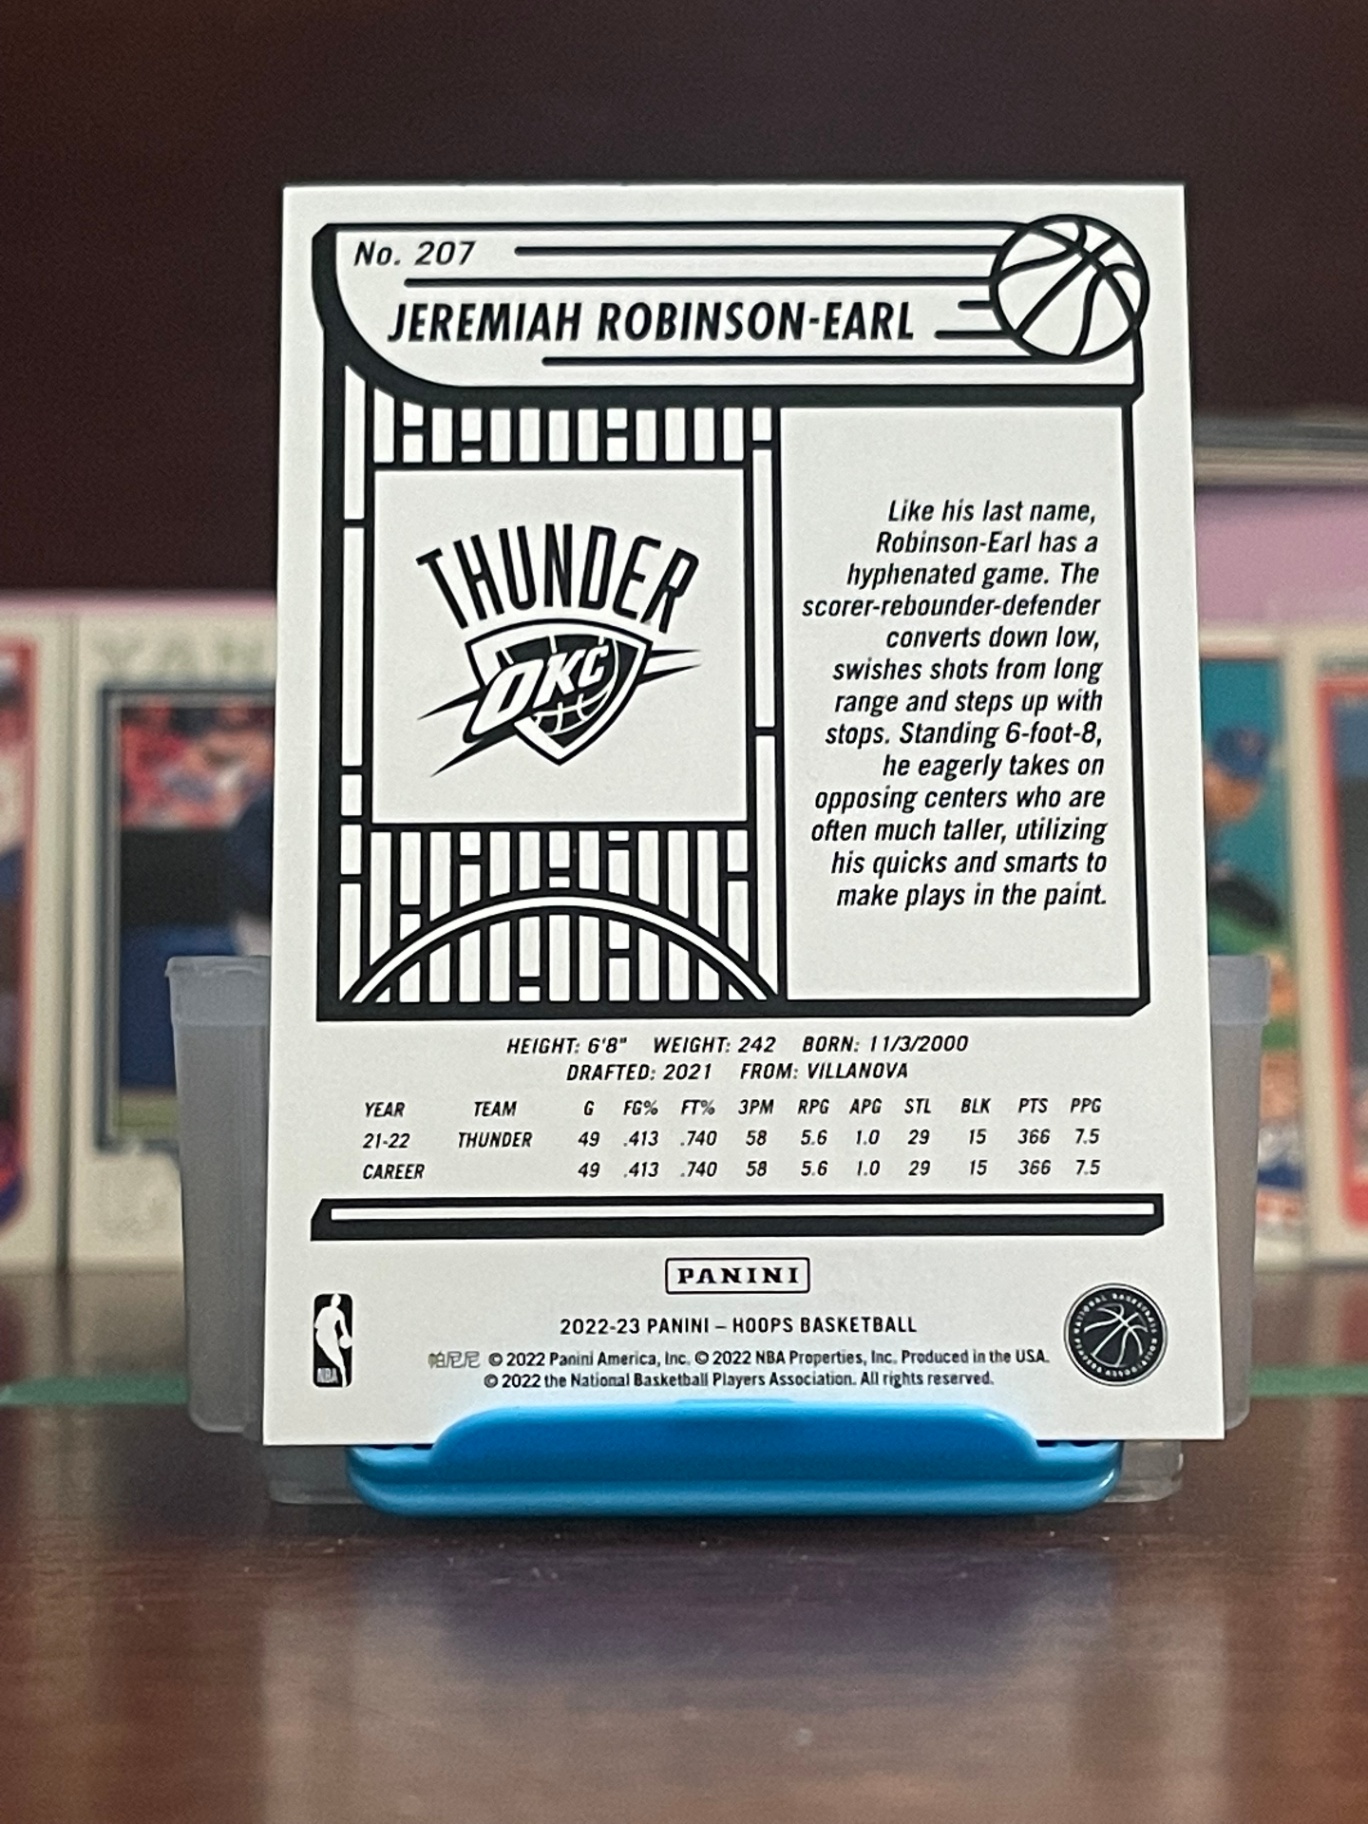 No. 207
JEREMIAH ROBINSON-EARL
THUNDER
OKC
Like his last name,
Robinson-Earl has a
hyphenated game. The
scorer-rebounder-defender
converts down low,
swishes shots from long
range and steps up with
stops. Standing 6-foot-8,
he eagerly takes on
opposing centers who are
often much taller, utilizing
his quicks and smarts to
make plays in the paint.
HEIGHT: 6'8" WEIGHT: 242 BORN: 11/3/2000
DRAFTED: 2021 FROM: VILLANOVA
YEAR TEAM G FG% FT% 3PM RPG APG STL BLK PTS PPG
21-22 THUNDER 49 .413 .740 58 5.6 1.0 29 15 366 7.5
CAREER 49 .413 .740 58 5.6 1.0 29 15 366 7.5
PANINI
NBA
2022-23 PANINI – HOOPS BASKETBALL
帕尼尼 © 2022 Panini America, Inc. © 2022 NBA Properties, Inc. Produced in the USA.
© 2022 the National Basketball Players Association. All rights reserved.
NATIONAL BASKETBALL PLAYERS ASSOCIATION